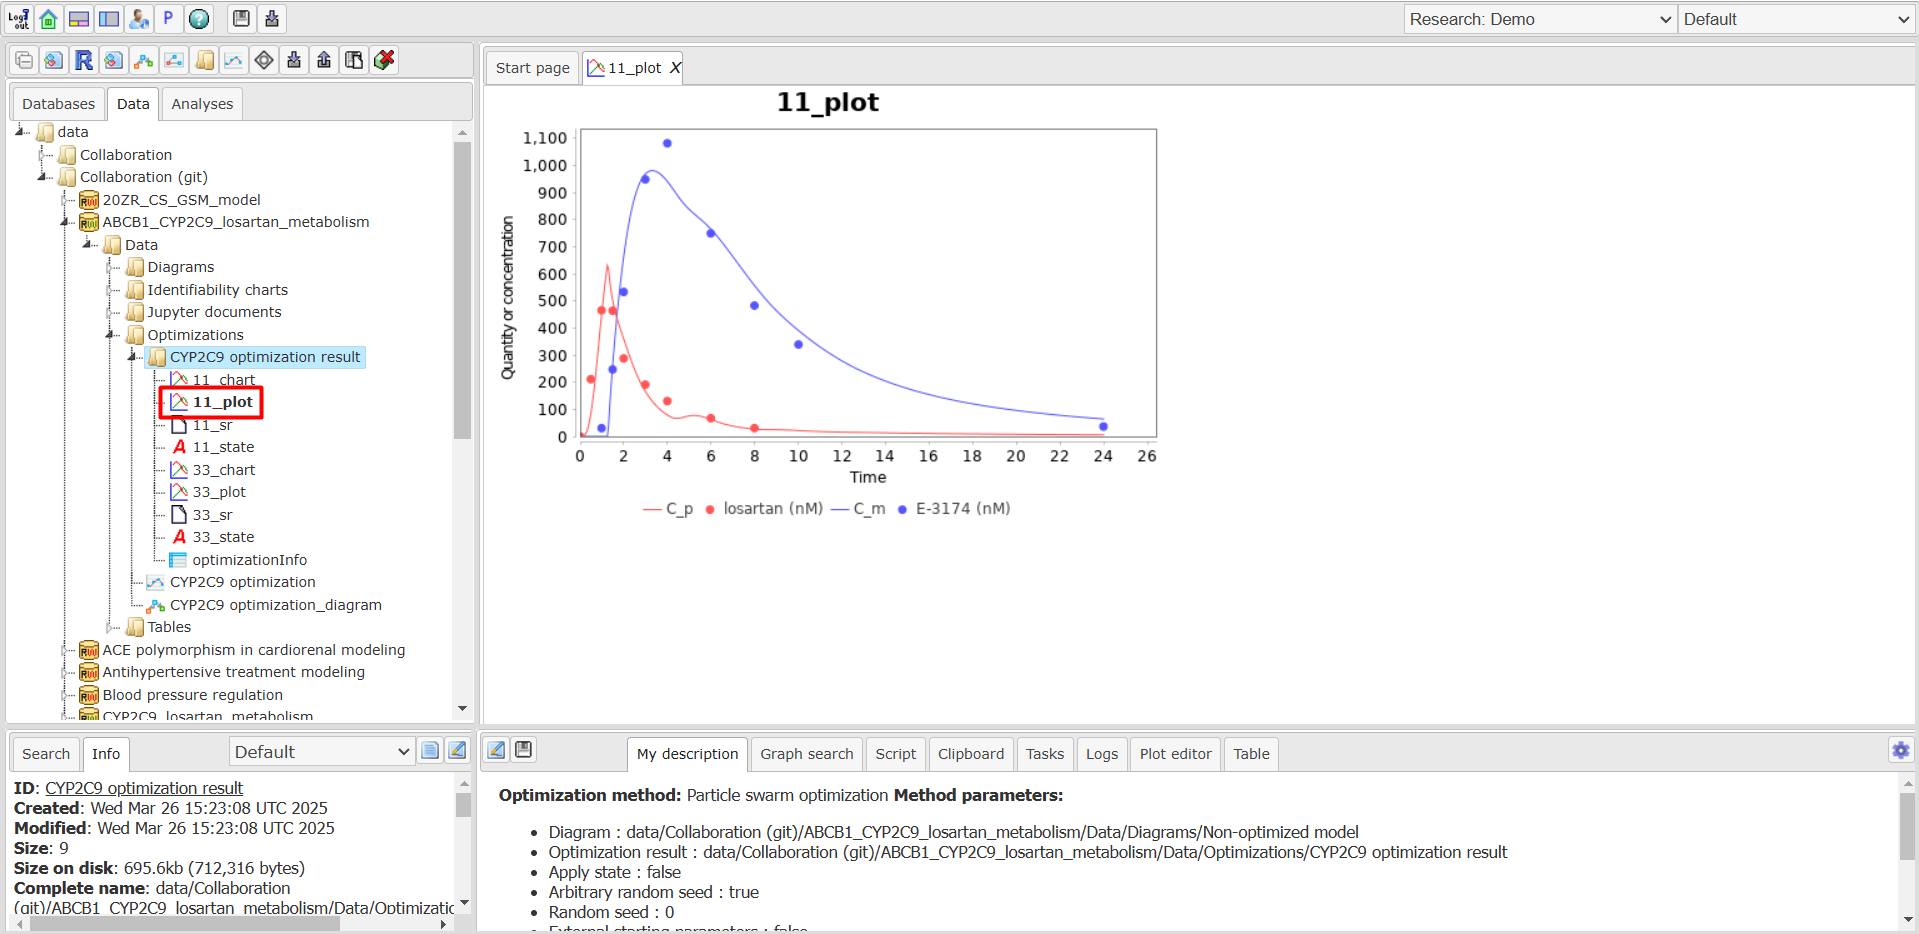 Log out
P
?
Research: Demo
Default
R
Start page
11_plot X
Databases
Data
Analyses
data
Collaboration
Collaboration (git)
20ZR_CS_GSM_model
ABCB1_CYP2C9_losartan_metabolism
Data
Diagrams
Identifiability charts
Jupyter documents
Optimizations
CYP2C9 optimization result
11_chart
11_plot
11_sr
11_state
33_chart
33_plot
33_sr
33_state
optimizationInfo
CYP2C9 optimization
CYP2C9 optimization_diagram
Tables
ACE polymorphism in cardiorenal modeling
Antihypertensive treatment modeling
Blood pressure regulation
CYP2C9_losartan_metabolism
11_plot
1,100
1,000
900
800
700
600
500
400
300
200
100
0
Quantity or concentration
0 2 4 6 8 10 12 14 16 18 20 22 24 26
Time
C_p losartan (nM) C_m E-3174 (nM)
Search
Info
Default
ID: CYP2C9 optimization result
Created: Wed Mar 26 15:23:08 UTC 2025
Modified: Wed Mar 26 15:23:08 UTC 2025
Size: 9
Size on disk: 695.6kb (712,316 bytes)
Complete name: data/Collaboration
(git)/ABCB1_CYP2C9_losartan_metabolism/Data/Optimizatio
My description
Graph search
Script
Clipboard
Tasks
Logs
Plot editor
Table
Optimization method: Particle swarm optimization Method parameters:
• Diagram : data/Collaboration (git)/ABCB1_CYP2C9_losartan_metabolism/Data/Diagrams/Non-optimized model
• Optimization result : data/Collaboration (git)/ABCB1_CYP2C9_losartan_metabolism/Data/Optimizations/CYP2C9 optimization result
• Apply state : false
• Arbitrary random seed : true
• Random seed : 0
• External starting parameters : false